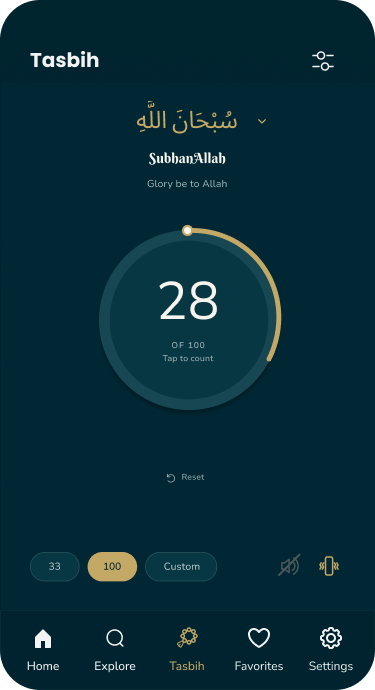 Tasbih
سُبْحَانَ اللَّهِ
SubhanAllah
Glory be to Allah
28
OF 100
Tap to count
Reset
33 100 Custom
Home Explore Tasbih Favorites Settings